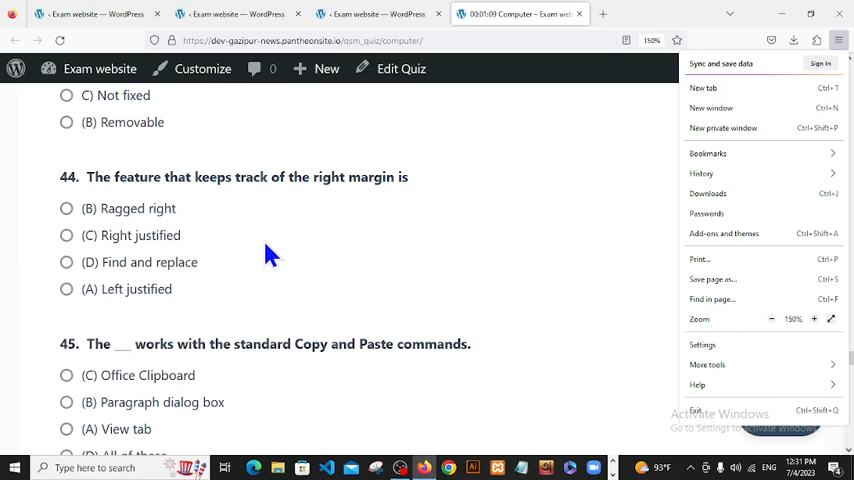 ‹ Exam website — WordPress
‹ Exam website — WordPress
‹ Exam website — WordPress
00:01:09 Computer – Exam web
https://dev-gazipur-news.pantheonsite.io/qsm_quiz/computer/
150%
Exam website
Customize
0
New
Edit Quiz
C) Not fixed
(B) Removable
44. The feature that keeps track of the right margin is
(B) Ragged right
(C) Right justified
(D) Find and replace
(A) Left justified
45. The ___ works with the standard Copy and Paste commands.
(C) Office Clipboard
(B) Paragraph dialog box
(A) View tab
(D) All of these
Sync and save data Sign In
New tab Ctrl+T
New window Ctrl+N
New private window Ctrl+Shift+P
Bookmarks
History
Downloads Ctrl+J
Passwords
Add-ons and themes Ctrl+Shift+A
Print... Ctrl+P
Save page as... Ctrl+S
Find in page... Ctrl+F
Zoom 150%
Settings
More tools
Help
Exit Ctrl+Shift+Q
Activate Windows
Go to Settings to activate Windows.
Type here to search
93°F
ENG
12:31 PM
7/4/2023
4